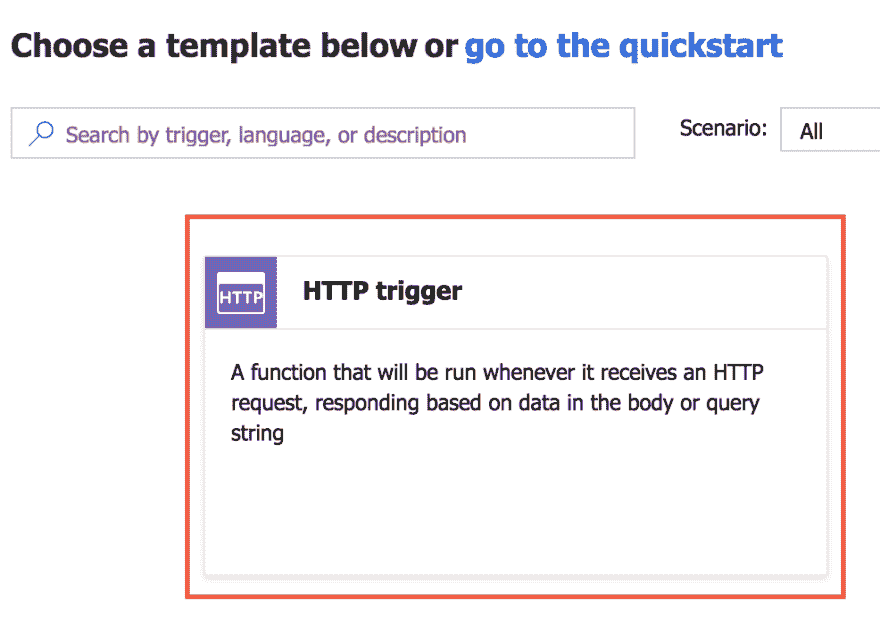 Choose a template below or go to the quickstart
Search by trigger, language, or description
Scenario:
All
HTTP
HTTP trigger
A function that will be run whenever it receives an HTTP
request, responding based on data in the body or query
string